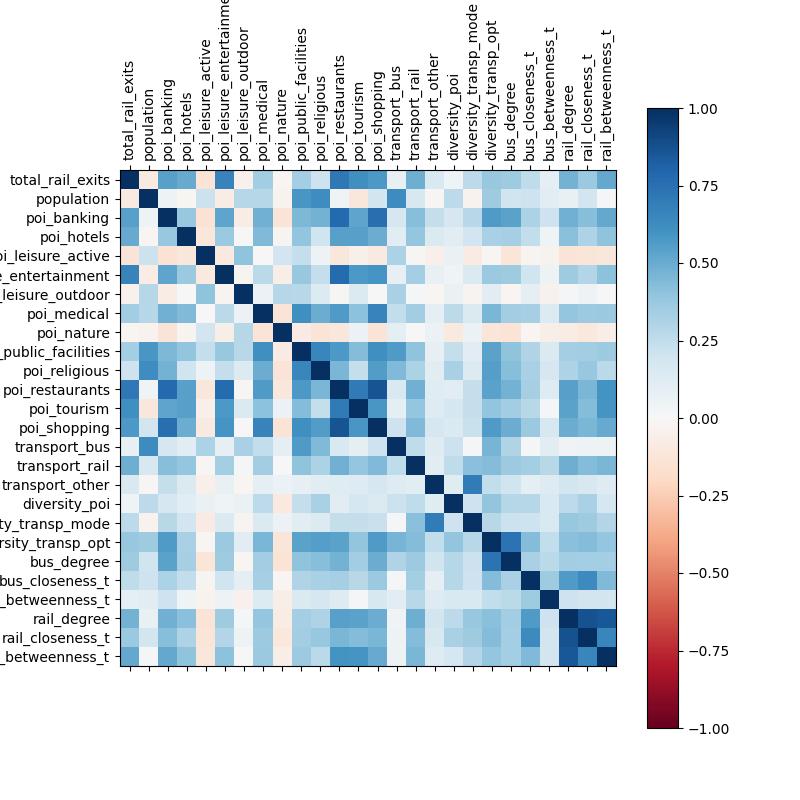 total_rail_exits
population
poi_banking
poi_hotels
poi_leisure_active
poi_leisure_entertainme
poi_leisure_outdoor
poi_medical
poi_nature
poi_public_facilities
poi_religious
poi_restaurants
poi_tourism
poi_shopping
transport_bus
transport_rail
transport_other
diversity_poi
diversity_transp_mode
diversity_transp_opt
bus_degree
bus_closeness_t
bus_betweenness_t
rail_degree
rail_closeness_t
rail_betweenness_t
total_rail_exits
population
poi_banking
poi_hotels
oi_leisure_active
e_entertainment
leisure_outdoor
poi_medical
poi_nature
_public_facilities
poi_religious
poi_restaurants
poi_tourism
poi_shopping
transport_bus
transport_rail
transport_other
diversity_poi
ty_transp_mode
rsity_transp_opt
bus_degree
bus_closeness_t
_betweenness_t
rail_degree
rail_closeness_t
_betweenness_t
1.00
0.75
0.50
0.25
0.00
−0.25
−0.50
−0.75
−1.00